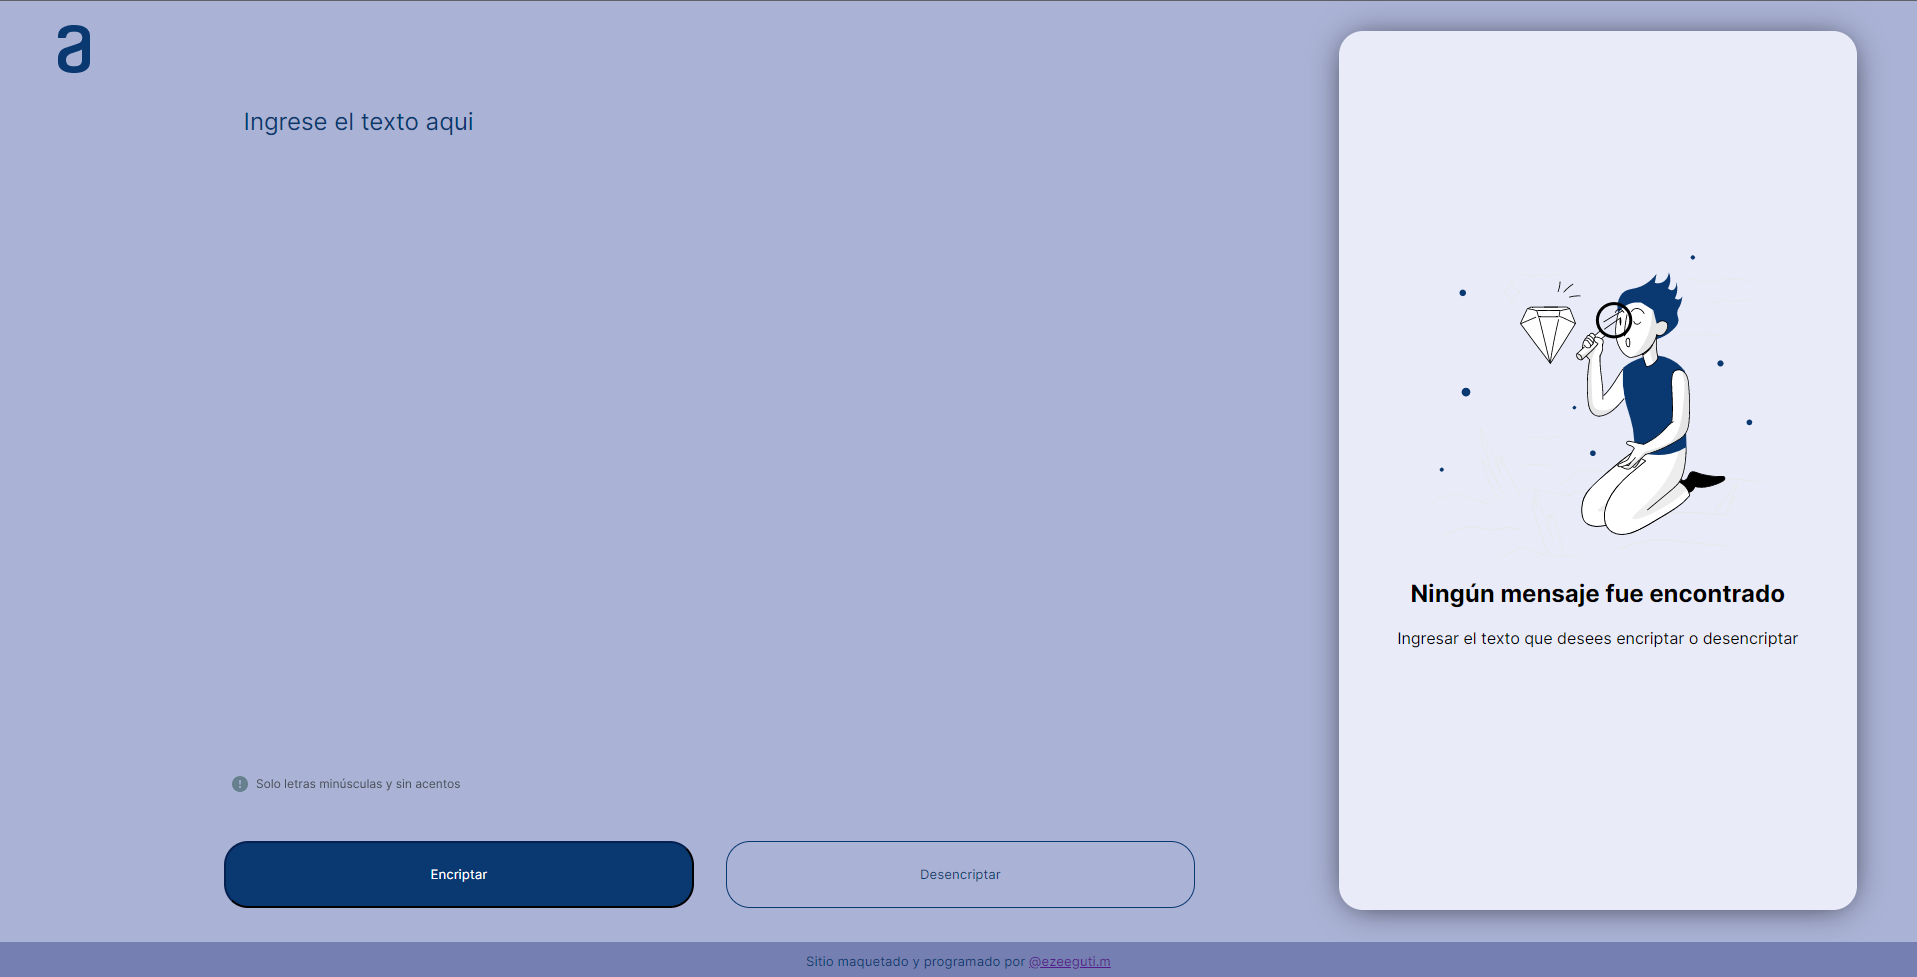 a
Ingrese el texto aqui
Ningún mensaje fue encontrado
Ingresar el texto que desees encriptar o desencriptar
! Solo letras minúsculas y sin acentos
Encriptar
Desencriptar
Sitio maquetado y programado por @ezeeguti.m